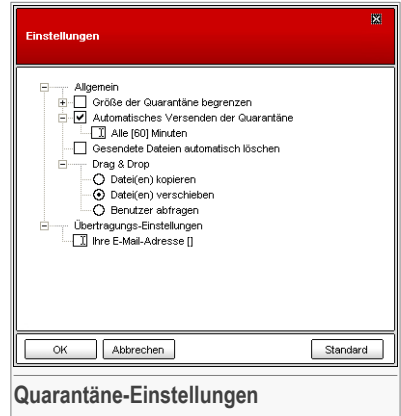 Einstellungen
Allgemein
Größe der Quarantäne begrenzen
Automatisches Versenden der Quarantäne
Alle [60] Minuten
Gesendete Dateien automatisch löschen
Drag & Drop
Datei(en) kopieren
Datei(en) verschieben
Benutzer abfragen
Übertragungs-Einstellungen
Ihre E-Mail-Adresse []
OK Abbrechen Standard
Quarantäne-Einstellungen